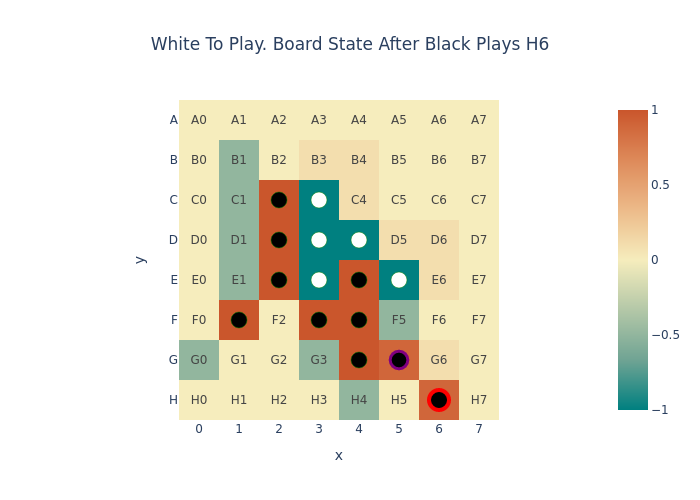 White To Play. Board State After Black Plays H6
A A0 A1 A2 A3 A4 A5 A6 A7
B B0 B1 B2 B3 B4 B5 B6 B7
C C0 C1 C4 C5 C6 C7
D D0 D1 D5 D6 D7
E E0 E1 E6 E7
F F0 F2 F5 F6 F7
G G0 G1 G2 G3 G6 G7
H H0 H1 H2 H3 H4 H5 H7
0 1 2 3 4 5 6 7
x
y
1
0.5
0
−0.5
−1